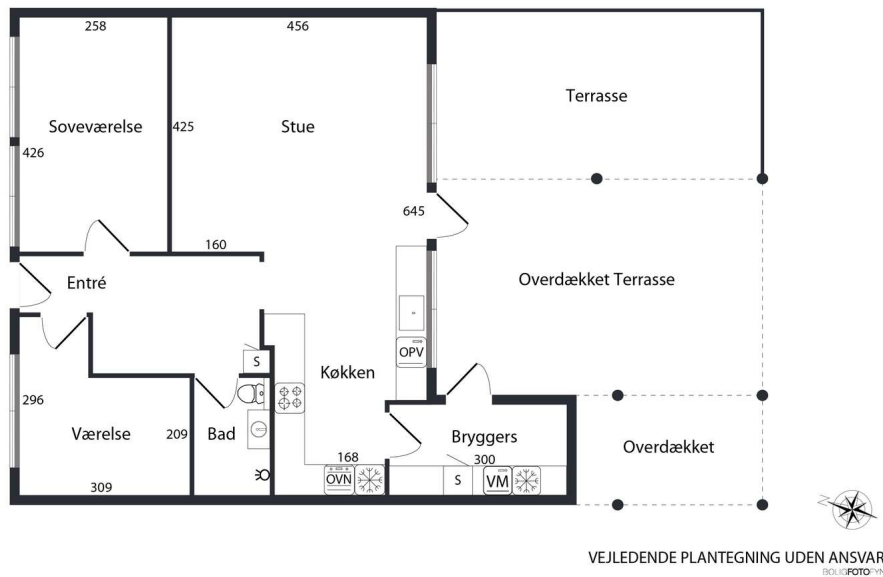 258
456
Terrasse
Soveværelse
425
Stue
426
645
160
Entré
Overdækket Terrasse
OPV
S
Køkken
296
Værelse
209
Bad
Bryggers
Overdækket
168
300
OVN
S
VM
309
N
VEJLEDENDE PLANTEGNING UDEN ANSVAR
BOLIGFOTOFYN